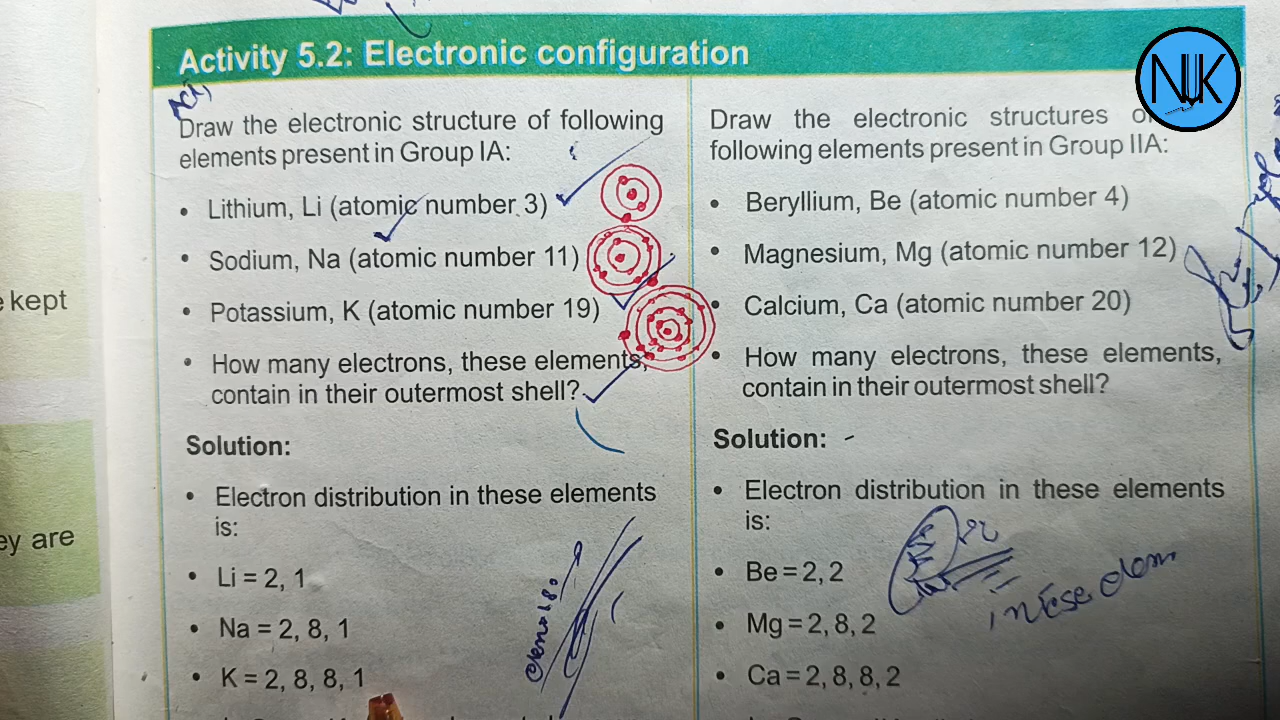 Activity 5.2: Electronic configuration
NUK
Draw the electronic structure of following
elements present in Group IA:
• Lithium, Li (atomic number 3)
• Sodium, Na (atomic number 11)
• Potassium, K (atomic number 19)
• How many electrons, these elements,
contain in their outermost shell?
Solution:
• Electron distribution in these elements
is:
• Li = 2, 1
• Na = 2, 8, 1
• K = 2, 8, 8, 1
Draw the electronic structures
following elements present in Group IIA:
• Beryllium, Be (atomic number 4)
• Magnesium, Mg (atomic number 12)
• Calcium, Ca (atomic number 20)
• How many electrons, these elements,
contain in their outermost shell?
Solution:
• Electron distribution in these elements
is:
• Be = 2, 2
• Mg = 2, 8, 2
• Ca = 2, 8, 8, 2
kept
are